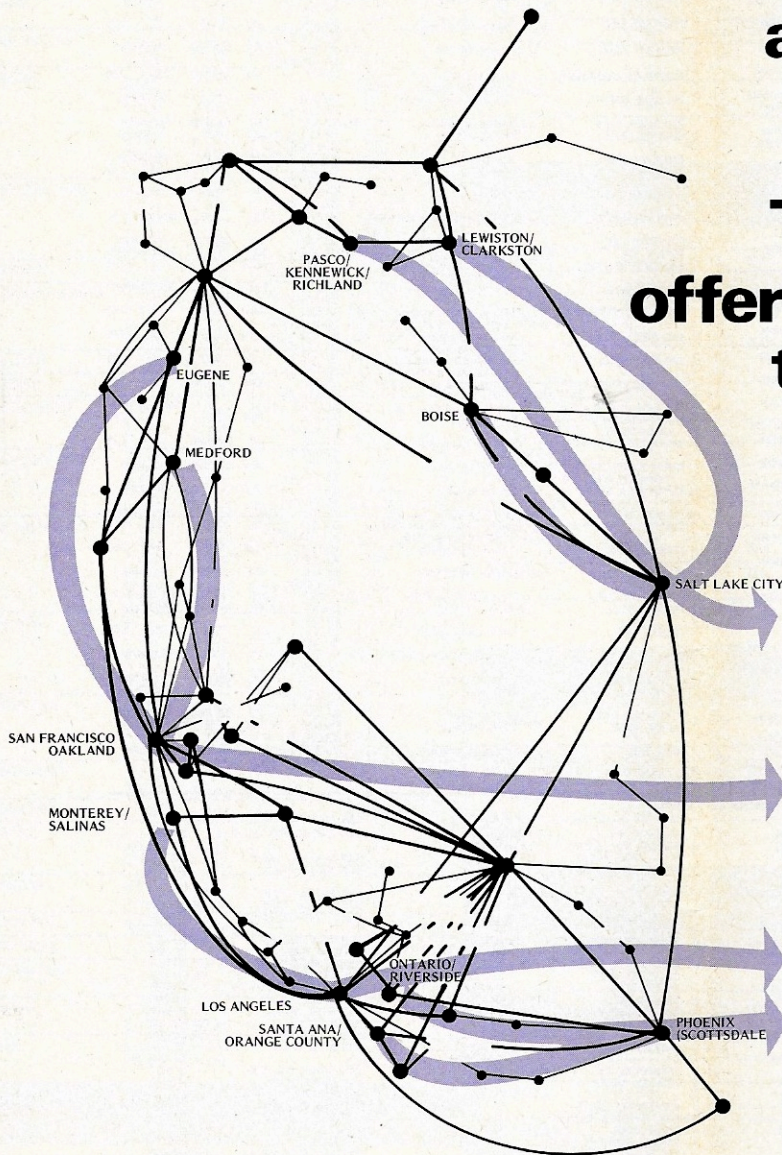 a
LEWISTON/
CLARKSTON
PASCO/
KENNEWICK/
RICHLAND
offer
t
EUGENE
BOISE
MEDFORD
SALT LAKE CITY
SAN FRANCISCO
OAKLAND
MONTEREY/
SALINAS
ONTARIO/
RIVERSIDE
LOS ANGELES
SANTA ANA/
ORANGE COUNTY
PHOENIX
(SCOTTSDALE